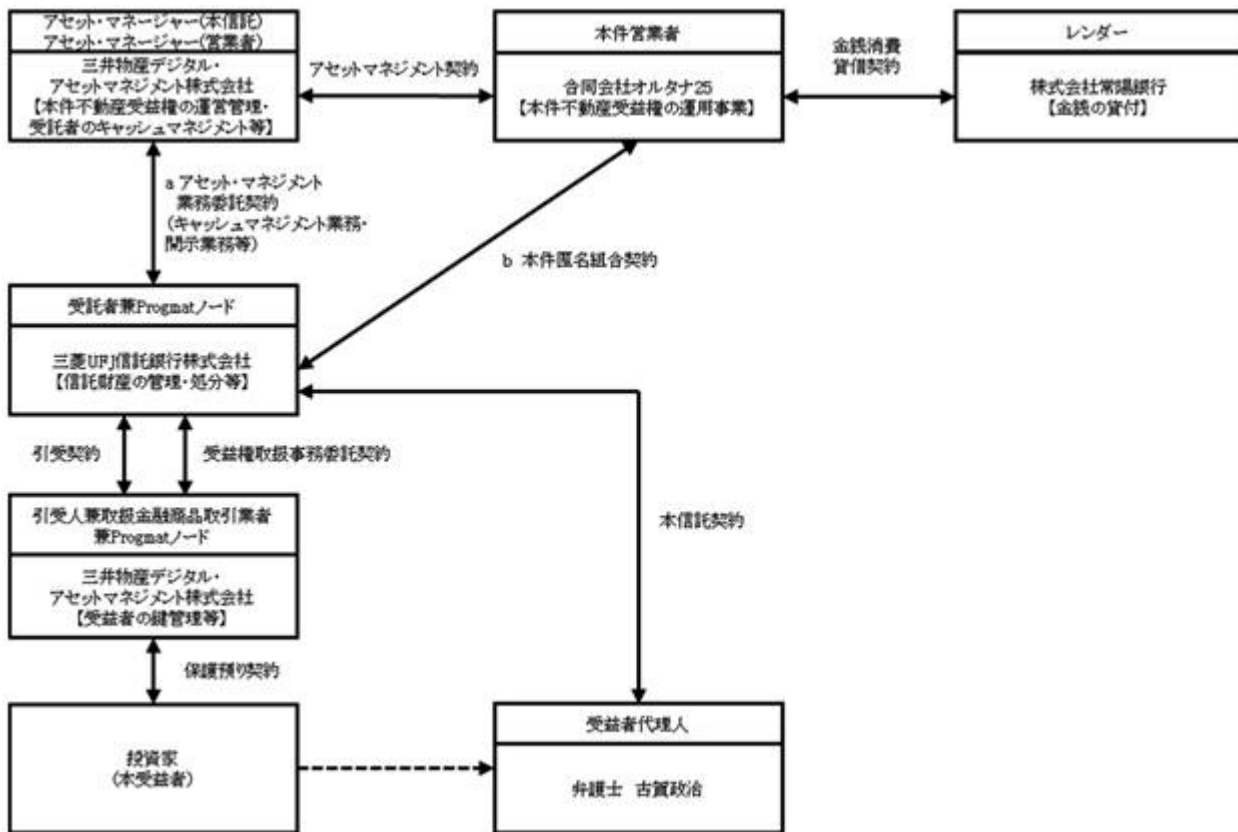 アセット・マネージャー(本信託)
アセット・マネージャー(営業者)
三井物産デジタル・
アセットマネジメント株式会社
【本件不動産受益権の運営管理・
受託者のキャッシュマネジメント等】
アセットマネジメント契約
本件営業者
合同会社オルタナ25
【本件不動産受益権の運用事業】
金銭消費
貸借契約
レンダー
株式会社常陽銀行
【金銭の貸付】
a アセット・マネジメント
業務委託契約
(キャッシュマネジメント業務・
開示業務等)
b 本件匿名組合契約
受託者兼Progmatノード
三菱UFJ信託銀行株式会社
【信託財産の管理・処分等】
引受契約
受益権取扱事務委託契約
引受人兼取扱金融商品取引業者
兼Progmatノード
三井物産デジタル・
アセットマネジメント株式会社
【受益者の鍵管理等】
本信託契約
保護預り契約
投資家
(本受益者)
受益者代理人
弁護士 古賀政治